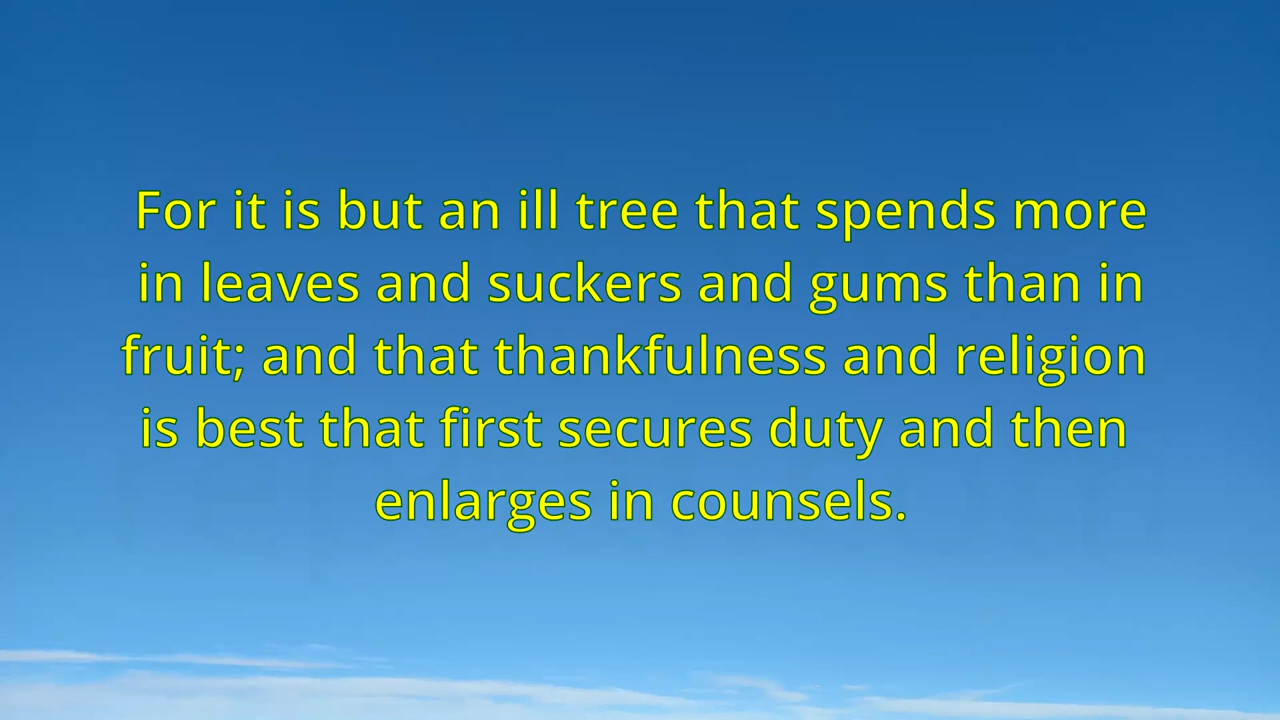 For it is but an ill tree that spends more
in leaves and suckers and gums than in
fruit; and that thankfulness and religion
is best that first secures duty and then
enlarges in counsels.